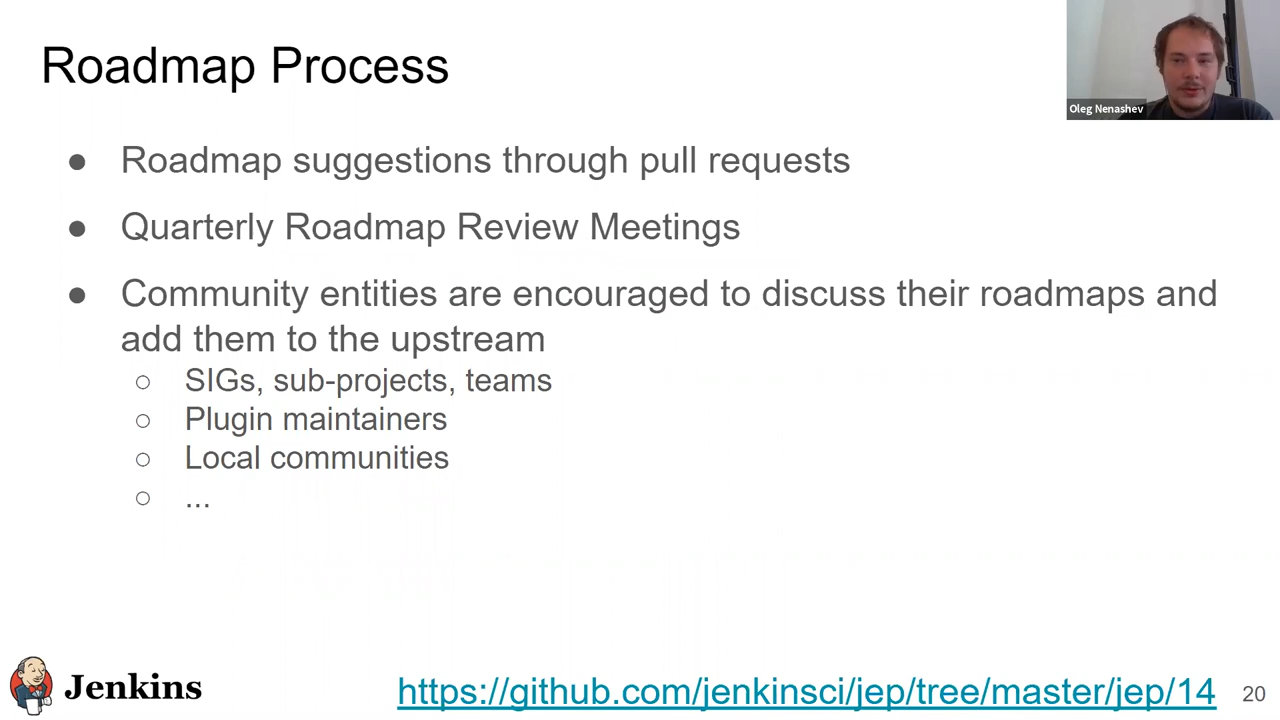 Roadmap Process
Oleg Nenashev
● Roadmap suggestions through pull requests
● Quarterly Roadmap Review Meetings
● Community entities are encouraged to discuss their roadmaps and
add them to the upstream
○ SIGs, sub-projects, teams
○ Plugin maintainers
○ Local communities
○ ...
Jenkins
https://github.com/jenkinsci/jep/tree/master/jep/14
20